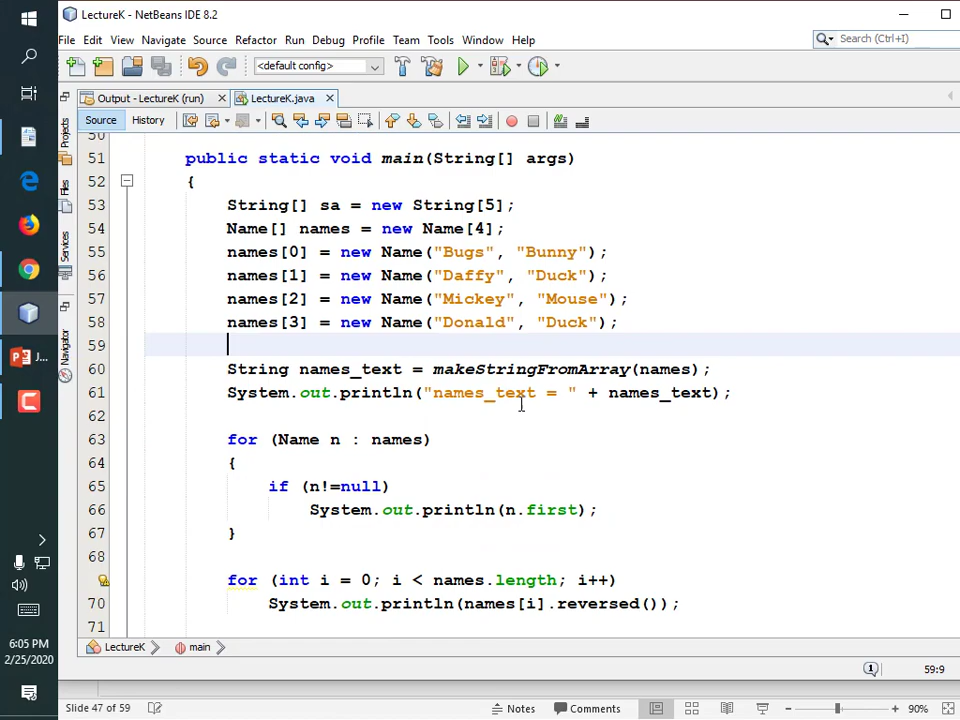 LectureK - NetBeans IDE 8.2
File Edit View Navigate Source Refactor Run Debug Profile Team Tools Window Help
Search (Ctrl+I)
<default config>
Output - LectureK (run) LectureK.java
Source History
Projects
Files
Services
Navigator
50
51 public static void main(String[] args)
52 {
53 String[] sa = new String[5];
54 Name[] names = new Name[4];
55 names[0] = new Name("Bugs", "Bunny");
56 names[1] = new Name("Daffy", "Duck");
57 names[2] = new Name("Mickey", "Mouse");
58 names[3] = new Name("Donald", "Duck");
59
60 String names_text = makeStringFromArray(names);
61 System.out.println("names_text = " + names_text);
62
63 for (Name n : names)
64 {
65 if (n!=null)
66 System.out.println(n.first);
67 }
68
for (int i = 0; i < names.length; i++)
70 System.out.println(names[i].reversed());
71
LectureK main
1 59:9
J...
6:05 PM
2/25/2020
Slide 47 of 59 Notes Comments 90%